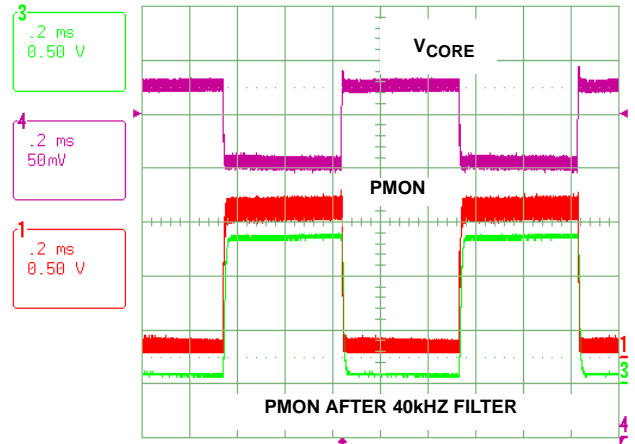 3
.2 ms
0.50 V
VCORE
4
.2 ms
50mV
PMON
1
.2 ms
0.50 V
1
3
PMON AFTER 40kHZ FILTER
4